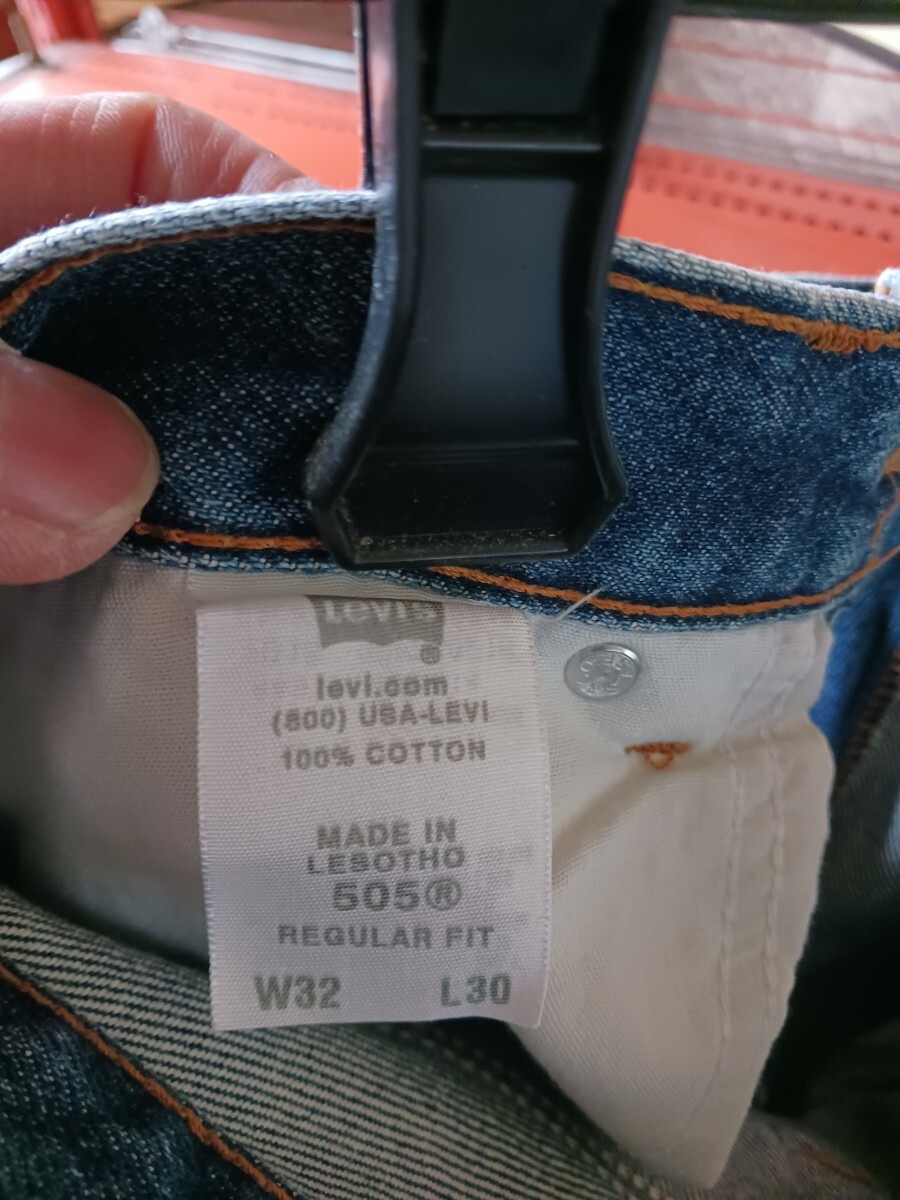 Levi's
®
levi.com
(800) USA-LEVI
100% COTTON
MADE IN
LESOTHO
505®
REGULAR FIT
W32 L30